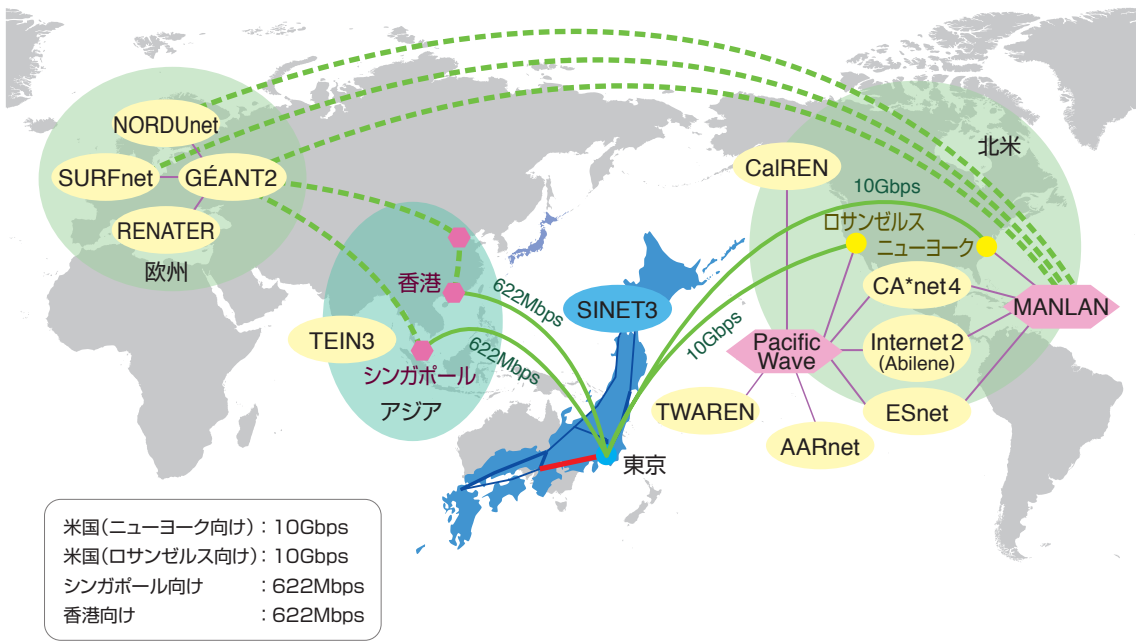 NORDUnet
SURFnet
GÉANT2
RENATER
欧州
香港
622Mbps
TEIN3
622Mbps
シンガポール
アジア
SINET3
東京
北米
CalREN
10Gbps
ロサンゼルス
ニューヨーク
10Gbps
CA*net4
MANLAN
Pacific
Wave
Internet2
(Abilene)
TWAREN
ESnet
AARnet
米国(ニューヨーク向け):10Gbps
米国(ロサンゼルス向け):10Gbps
シンガポール向け :622Mbps
香港向け :622Mbps